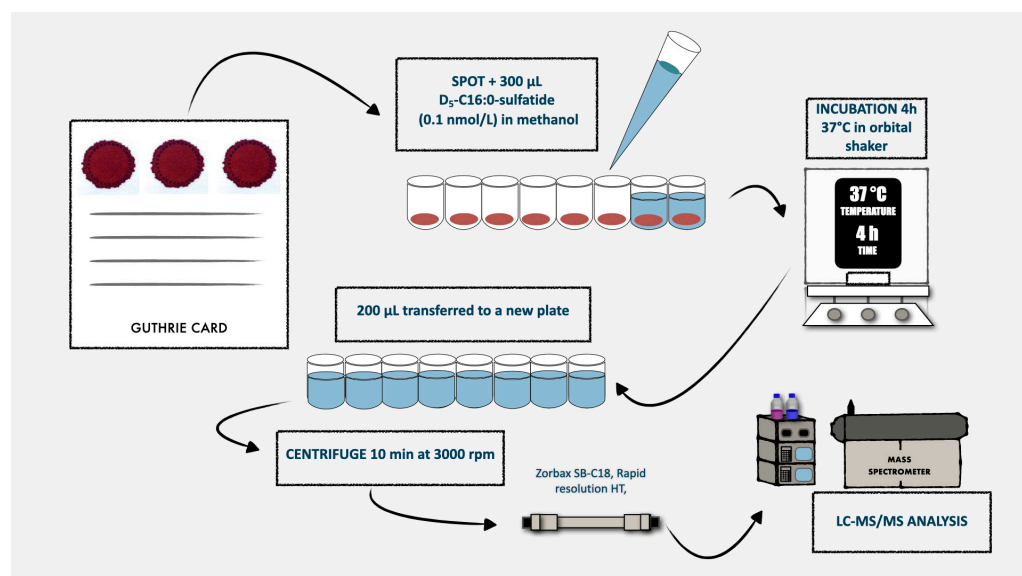 SPOT + 300 µL
D₅-C16:0-sulfatide
(0.1 nmol/L) in methanol
INCUBATION 4h
37°C in orbital
shaker
37 °C
TEMPERATURE
4 h
TIME
GUTHRIE CARD
200 µL transferred to a new plate
CENTRIFUGE 10 min at 3000 rpm
Zorbax SB-C18, Rapid
resolution HT,
MASS
SPECTROMETER
LC-MS/MS ANALYSIS